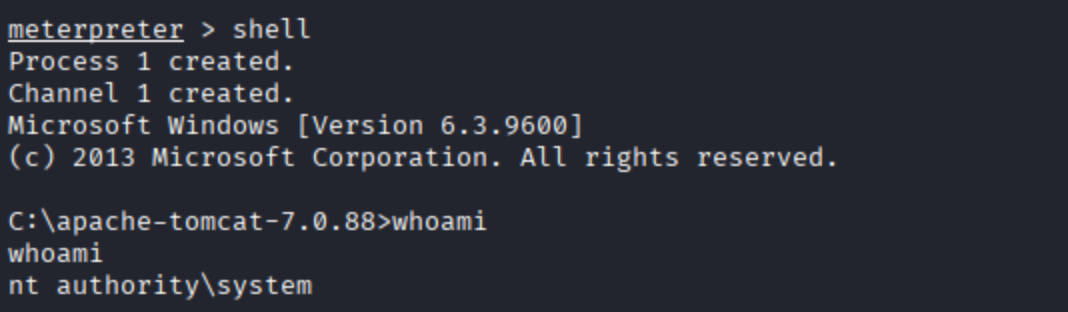 meterpreter > shell
Process 1 created.
Channel 1 created.
Microsoft Windows [Version 6.3.9600]
(c) 2013 Microsoft Corporation. All rights reserved.
C:\apache-tomcat-7.0.88>whoami
whoami
nt authority\system